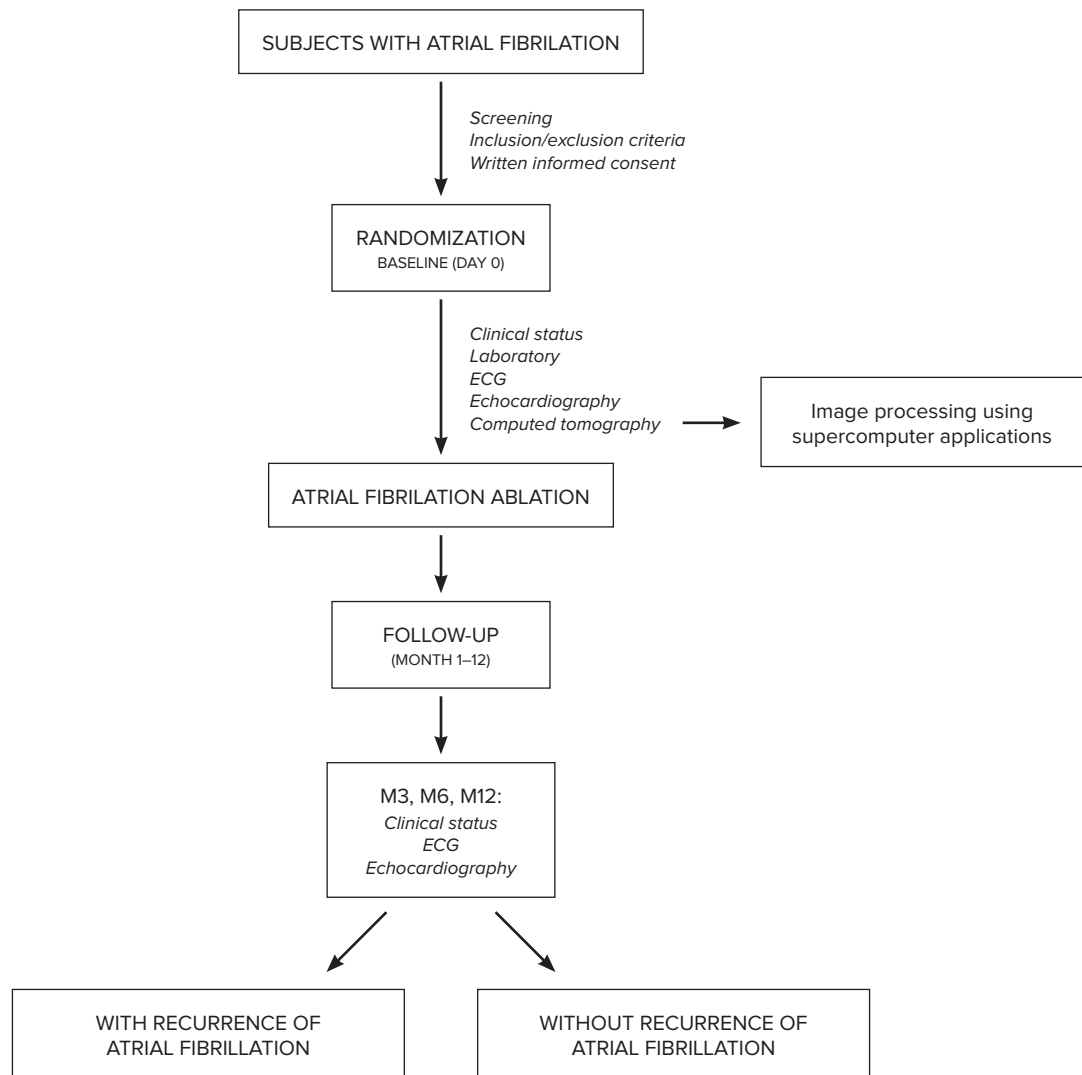 SUBJECTS WITH ATRIAL FIBRILATION
Screening
Inclusion/exclusion criteria
Written informed consent
RANDOMIZATION
BASELINE (DAY 0)
Clinical status
Laboratory
ECG
Echocardiography
Computed tomography
Image processing using
supercomputer applications
ATRIAL FIBRILATION ABLATION
FOLLOW-UP
(MONTH 1–12)
M3, M6, M12:
Clinical status
ECG
Echocardiography
WITH RECURRENCE OF
ATRIAL FIBRILLATION
WITHOUT RECURRENCE OF
ATRIAL FIBRILLATION